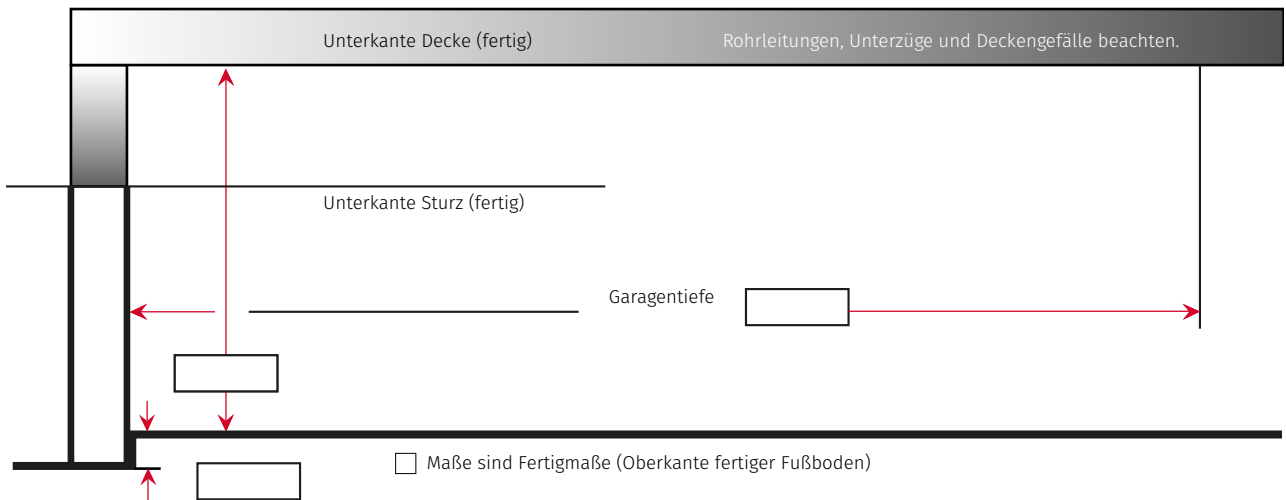 Unterkante Decke (fertig)
Rohrleitungen, Unterzüge und Deckengefälle beachten.
Unterkante Sturz (fertig)
Garagentiefe
Maße sind Fertigmaße (Oberkante fertiger Fußboden)